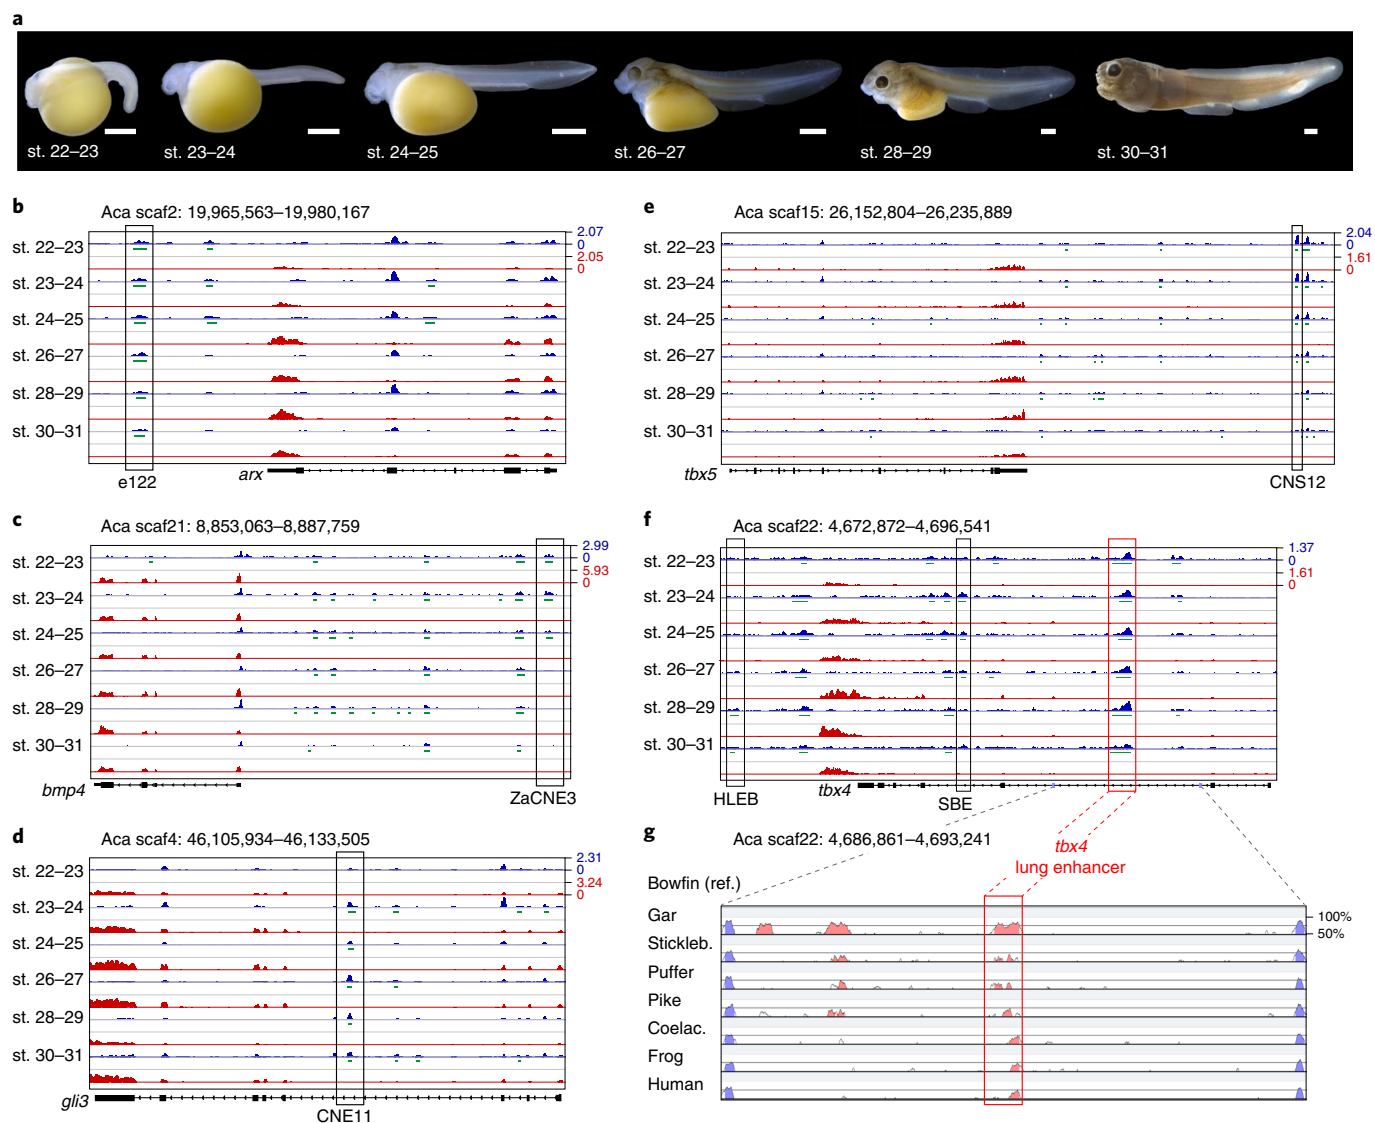 a
st. 22–23
st. 23–24
st. 24–25
st. 26–27
st. 28–29
st. 30–31
b
Aca scaf2: 19,965,563–19,980,167
st. 22–23
st. 23–24
st. 24–25
st. 26–27
st. 28–29
st. 30–31
2.07
0
2.05
0
arx
e122
c
Aca scaf21: 8,853,063–8,887,759
st. 22–23
st. 23–24
st. 24–25
st. 26–27
st. 28–29
st. 30–31
2.99
0
5.93
0
bmp4
ZaCNE3
d
Aca scaf4: 46,105,934–46,133,505
st. 22–23
st. 23–24
st. 24–25
st. 26–27
st. 28–29
st. 30–31
2.31
0
3.24
0
gli3
CNE11
e
Aca scaf15: 26,152,804–26,235,889
st. 22–23
st. 23–24
st. 24–25
st. 26–27
st. 28–29
st. 30–31
2.04
0
1.61
0
tbx5
CNS12
f
Aca scaf22: 4,672,872–4,696,541
st. 22–23
st. 23–24
st. 24–25
st. 26–27
st. 28–29
st. 30–31
1.37
0
1.61
0
HLEB
tbx4
SBE
g
Aca scaf22: 4,686,861–4,693,241
tbx4
lung enhancer
Bowfin (ref.)
Gar
Stickleb.
Puffer
Pike
Coelac.
Frog
Human
100%
50%